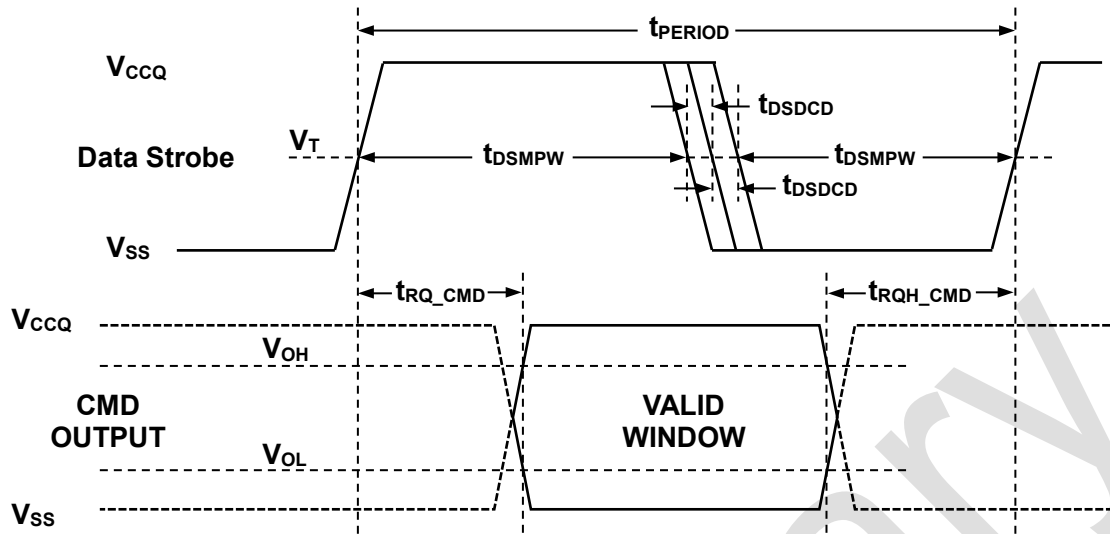 tPERIOD
VCCQ
tDSDCD
VT
Data Strobe
tDSMPW
tDSMPW
tDSDCD
VSS
tRQ_CMD
tRQH_CMD
VCCQ
VOH
CMD
OUTPUT
VALID
WINDOW
VOL
VSS